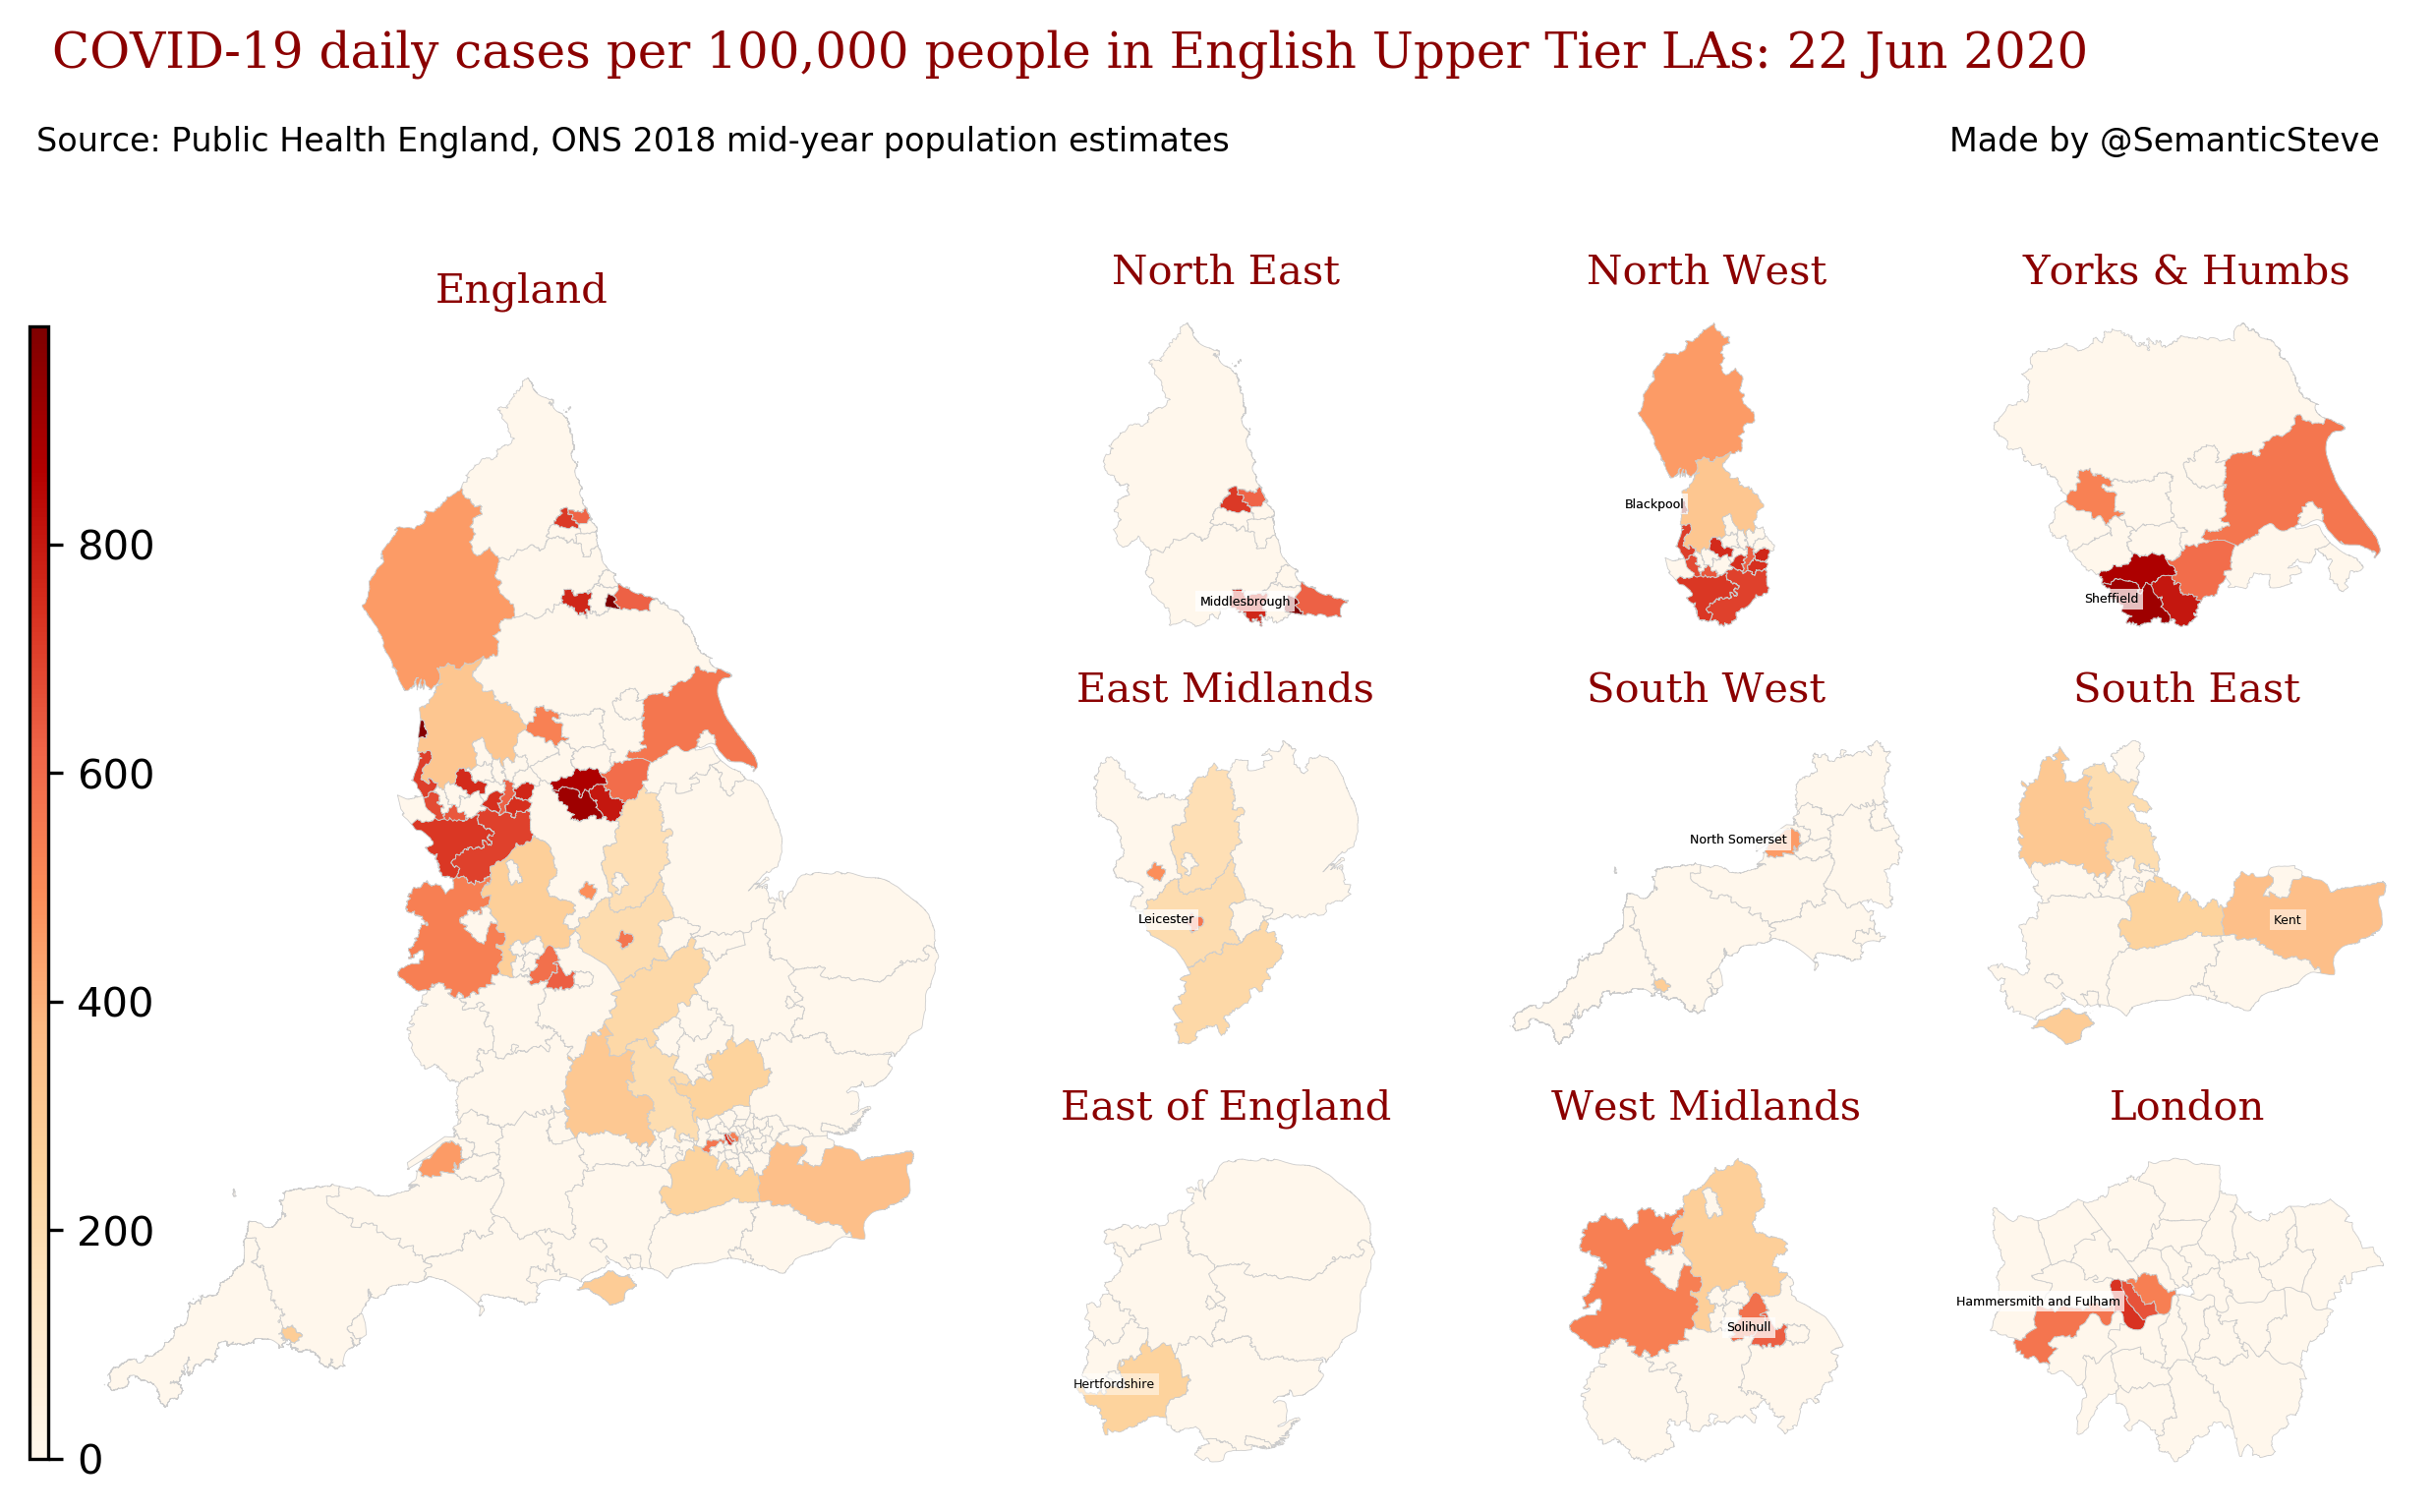 COVID-19 daily cases per 100,000 people in English Upper Tier LAs: 22 Jun 2020
Source: Public Health England, ONS 2018 mid-year population estimates
Made by @SemanticSteve
England
North East
North West
Yorks & Humbs
800
600
400
200
0
Middlesbrough
Blackpool
Sheffield
East Midlands
South West
South East
Leicester
North Somerset
Kent
East of England
West Midlands
London
Hertfordshire
Solihull
Hammersmith and Fulham